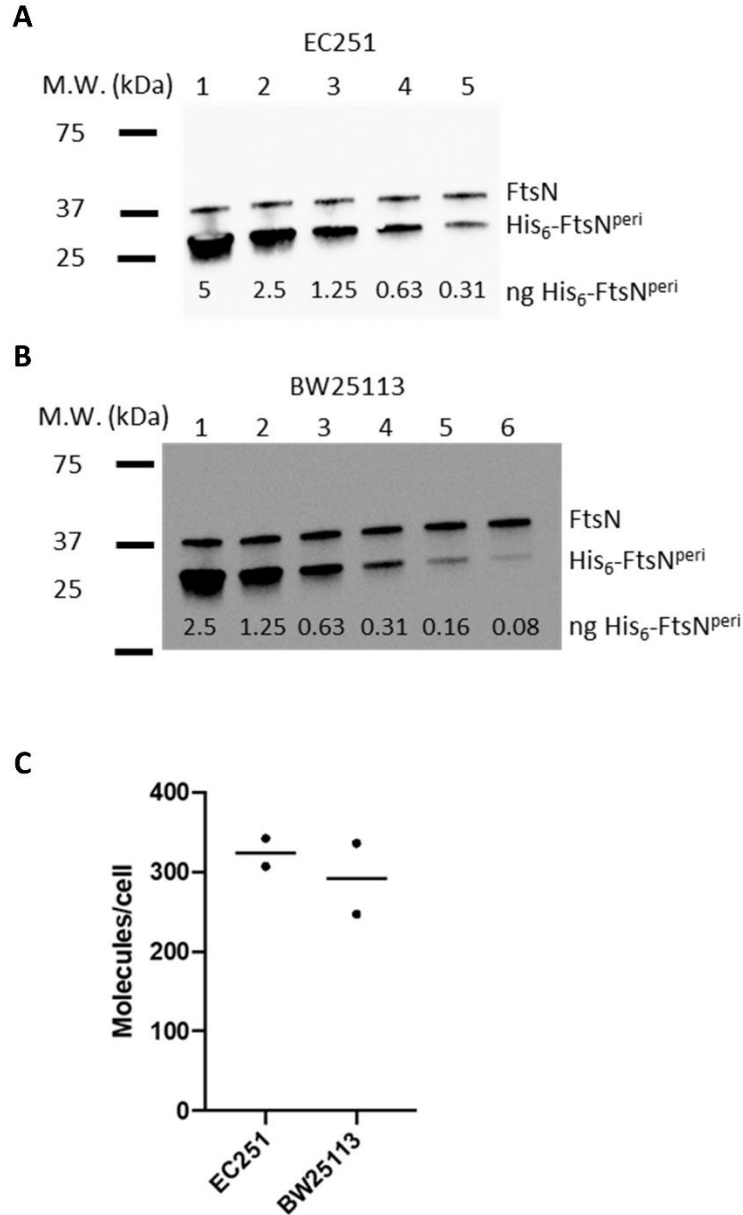 A
EC251
M.W. (kDa) 1 2 3 4 5
75
FtsN
37
His6-FtsNperi
25
5 2.5 1.25 0.63 0.31 ng His6-FtsNperi
B
BW25113
M.W. (kDa) 1 2 3 4 5 6
75
FtsN
37
His6-FtsNperi
25
2.5 1.25 0.63 0.31 0.16 0.08 ng His6-FtsNperi
C
400
300
200
100
0
Molecules/cell
EC251
BW25113